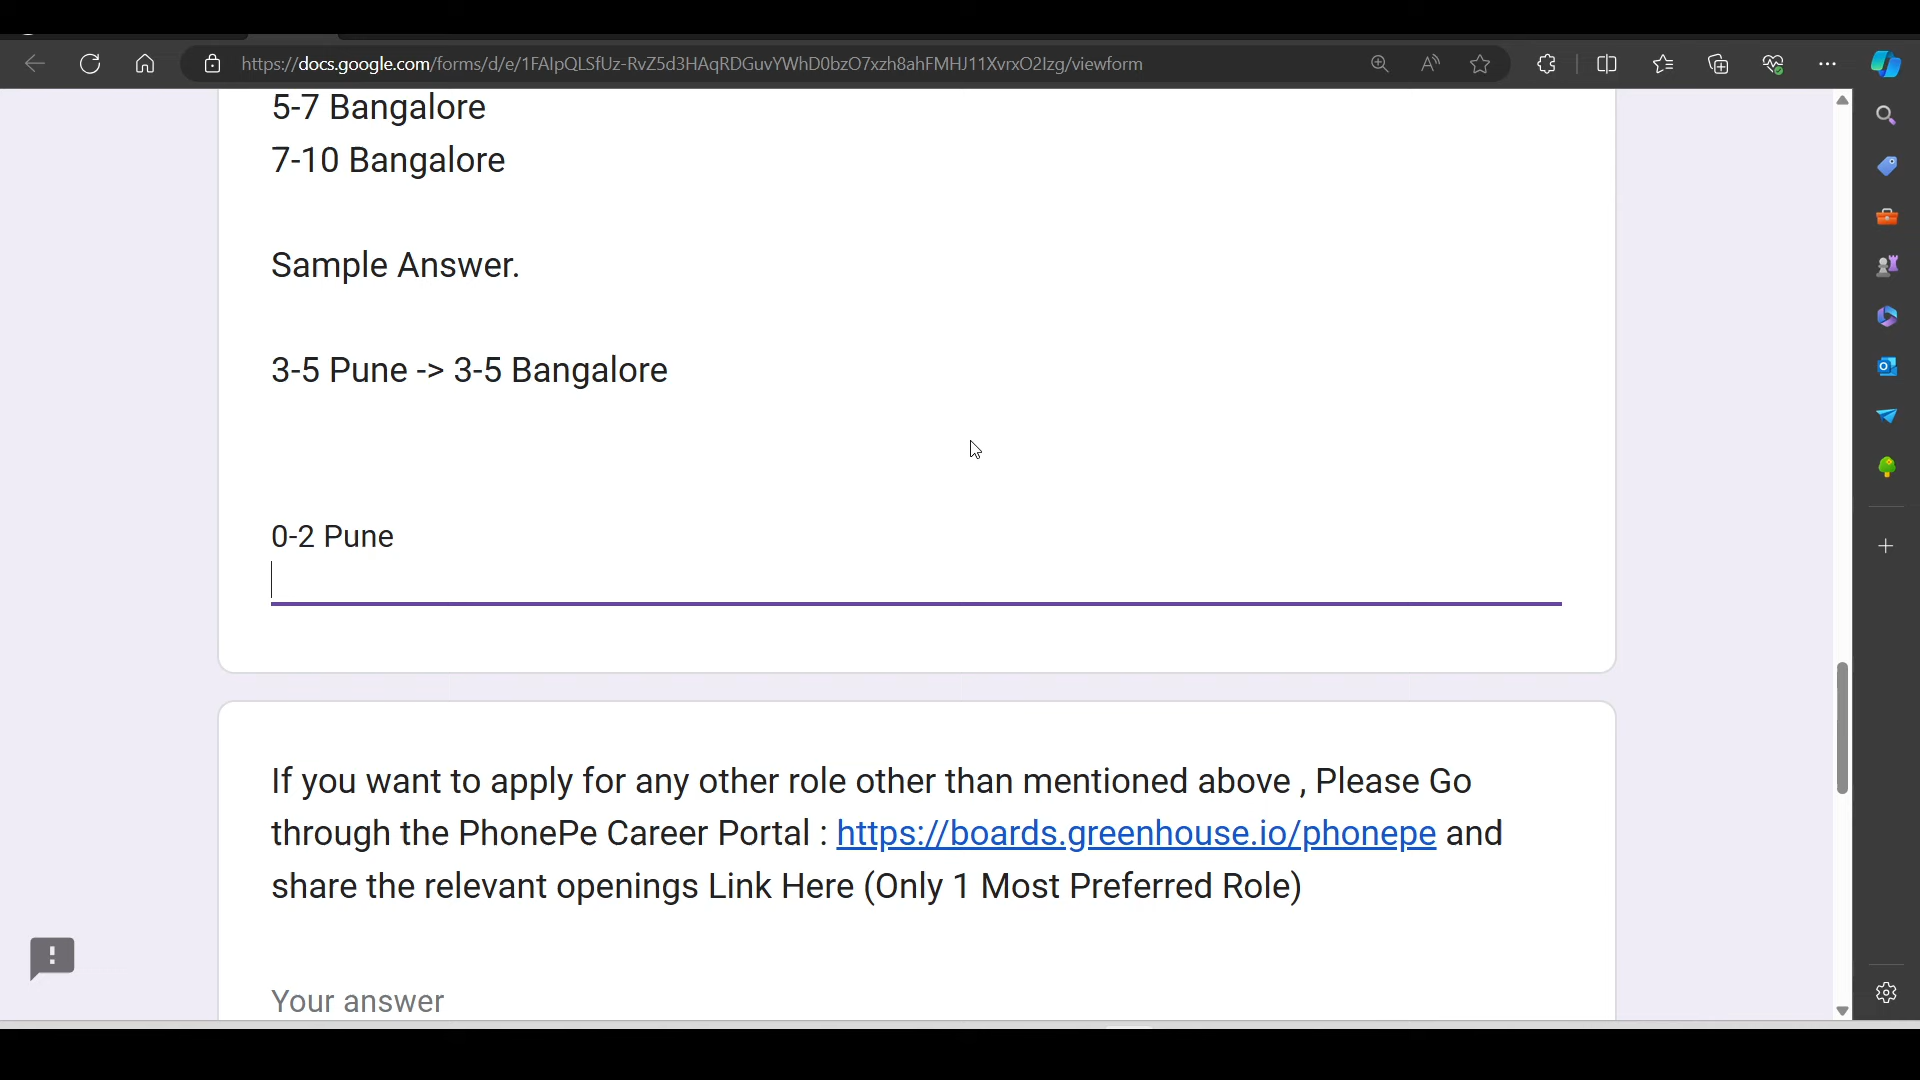 https://docs.google.com/forms/d/e/1FAIpQLSfUz-RvZ5d3HAqRDGuvYWhD0bzO7xzh8ahFMHJ11XvrxO2Izg/viewform
5-7 Bangalore
7-10 Bangalore
Sample Answer.
3-5 Pune -> 3-5 Bangalore
0-2 Pune
If you want to apply for any other role other than mentioned above , Please Go
through the PhonePe Career Portal : https://boards.greenhouse.io/phonepe and
share the relevant openings Link Here (Only 1 Most Preferred Role)
Your answer